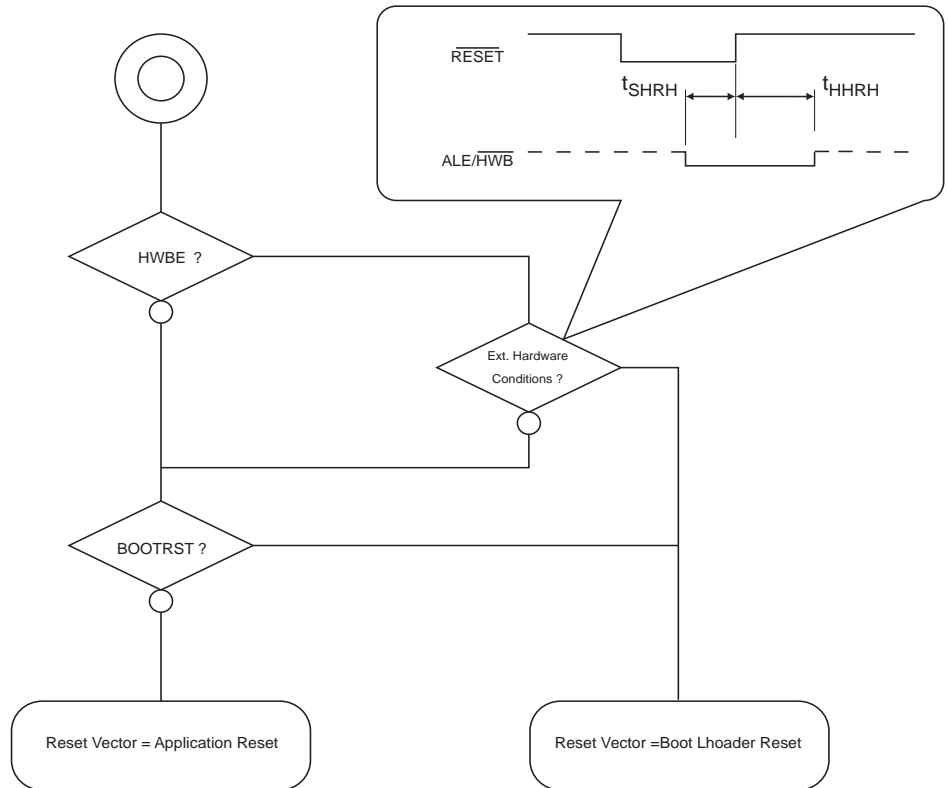 RESET
tSHRH
tHHRH
ALE/HWB
HWBE ?
Ext. Hardware
Conditions ?
BOOTRST ?
Reset Vector = Application Reset
Reset Vector =Boot Lhoader Reset